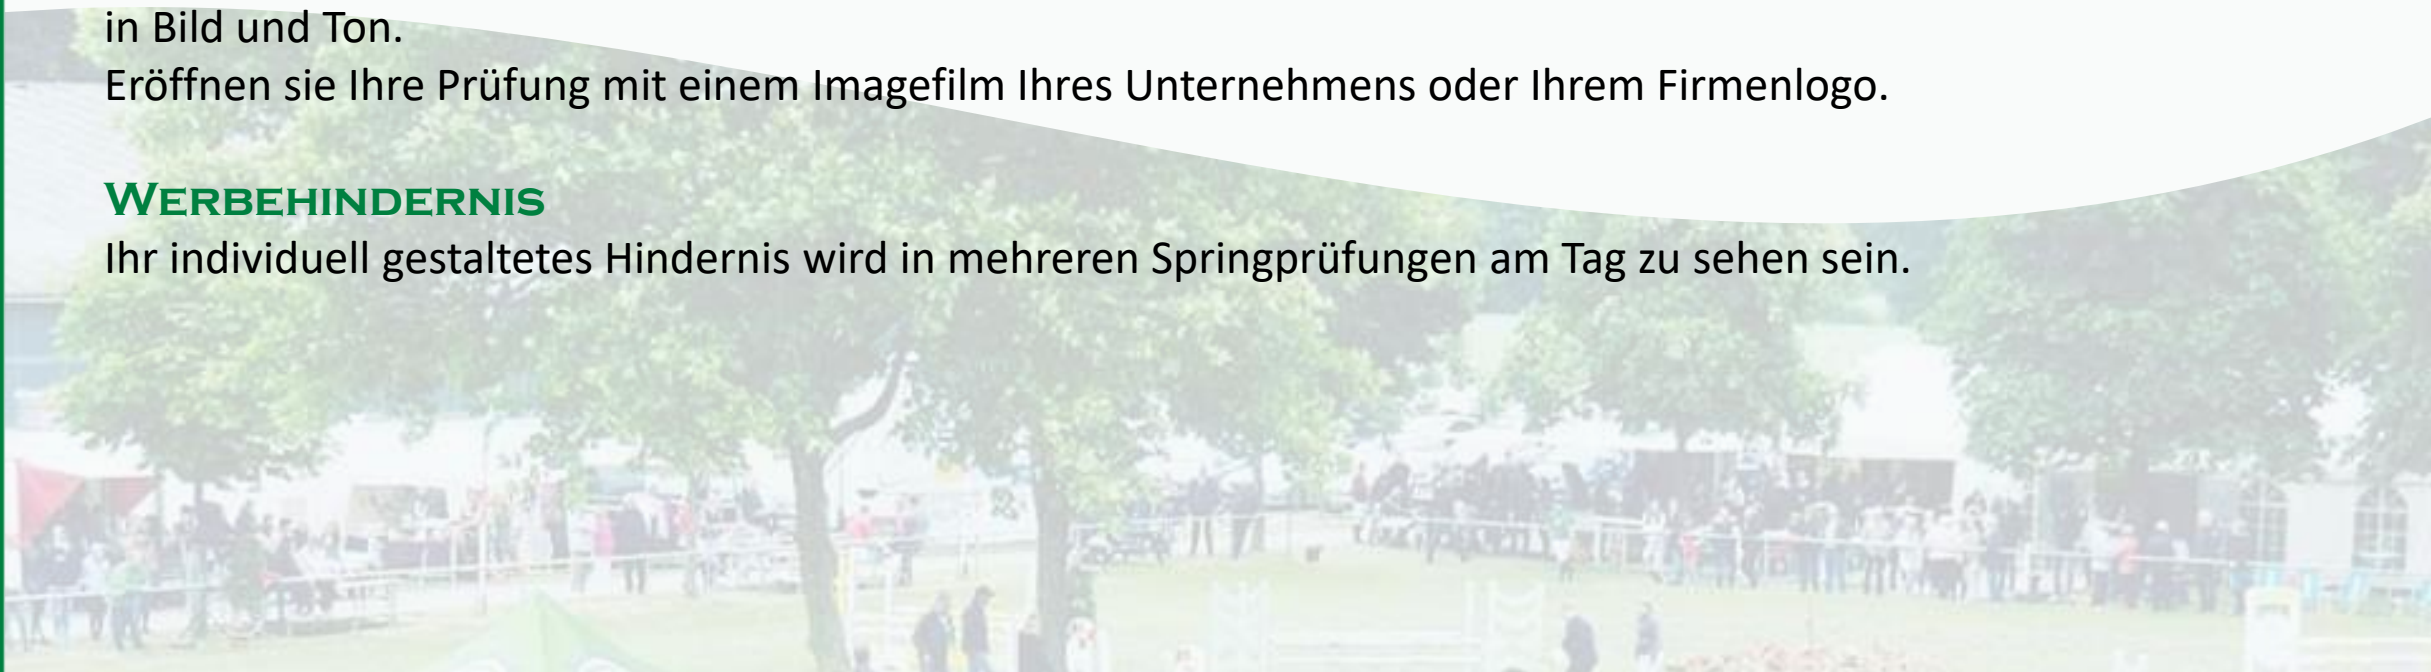 in Bild und Ton.
Eröffnen sie Ihre Prüfung mit einem Imagefilm Ihres Unternehmens oder Ihrem Firmenlogo.
WERBEHINDERNIS
Ihr individuell gestaltetes Hindernis wird in mehreren Springprüfungen am Tag zu sehen sein.